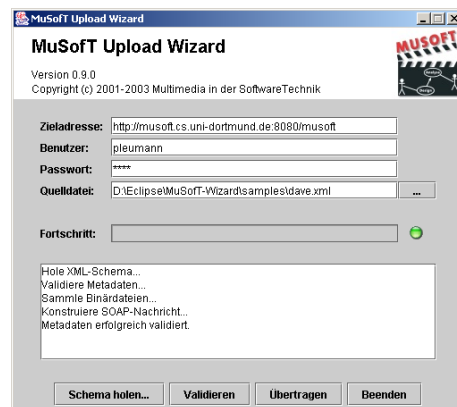 MuSofT Upload Wizard
MuSofT Upload Wizard
MUSOFT
Version 0.9.0
Copyright (c) 2001-2003 Multimedia in der SoftwareTechnik
Zieladresse: http://musoft.cs.uni-dortmund.de:8080/musoft
Benutzer: pleumann
Passwort: ****
Quelldatei: D:\Eclipse\MuSofT-Wizard\samples\dave.xml ...
Fortschritt:
Hole XML-Schema...
Validiere Metadaten...
Sammle Binärdateien...
Konstruiere SOAP-Nachricht...
Metadaten erfolgreich validiert.
Schema holen... Validieren Übertragen Beenden